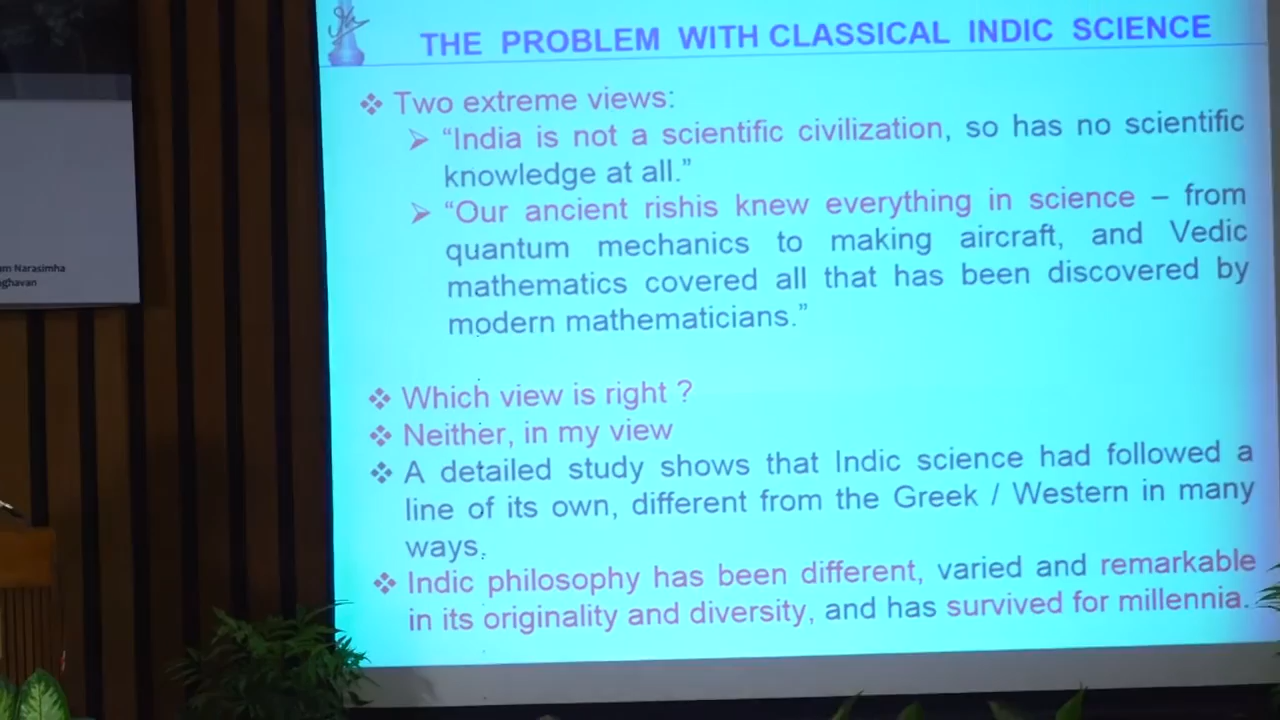 THE PROBLEM WITH CLASSICAL INDIC SCIENCE
Two extreme views:
“India is not a scientific civilization, so has no scientific
knowledge at all.”
“Our ancient rishis knew everything in science – from
quantum mechanics to making aircraft, and Vedic
mathematics covered all that has been discovered by
modern mathematicians.”
Which view is right ?
Neither, in my view
A detailed study shows that Indic science had followed a
line of its own, different from the Greek / Western in many
ways.
Indic philosophy has been different, varied and remarkable
in its originality and diversity, and has survived for millennia.
Narasimha